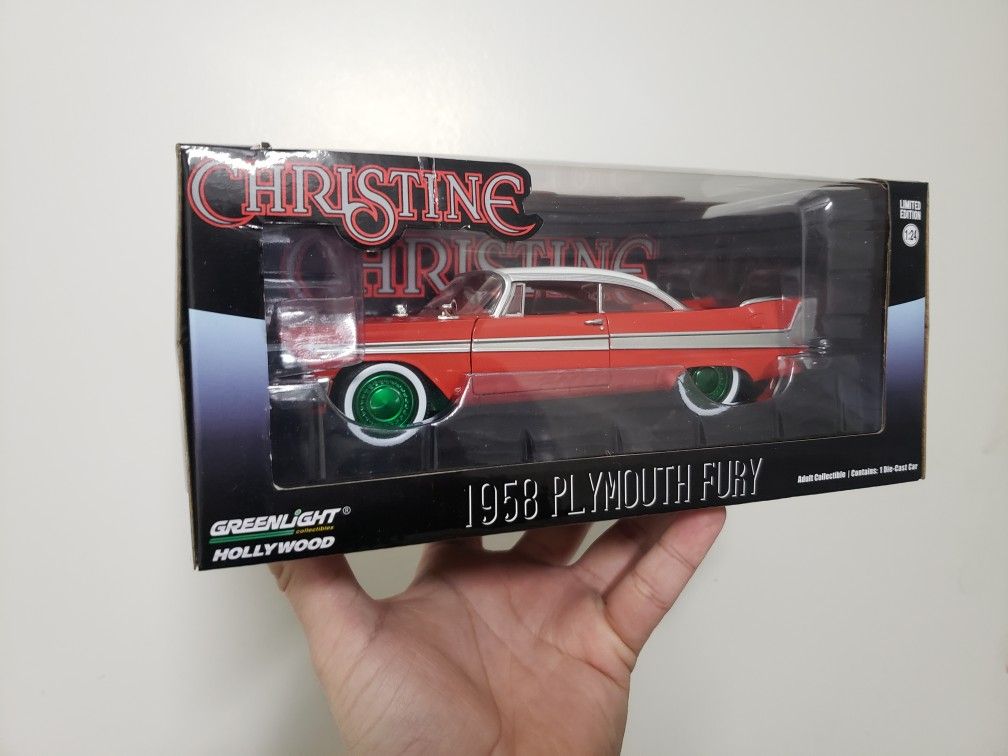 CHRISTINE
LIMITED
EDITION
1:24
CHRISTINE
1958 PLYMOUTH FURY
Adult Collectible | Contains: 1 Die-Cast Car
GREENLIGHT®
collectibles
HOLLYWOOD